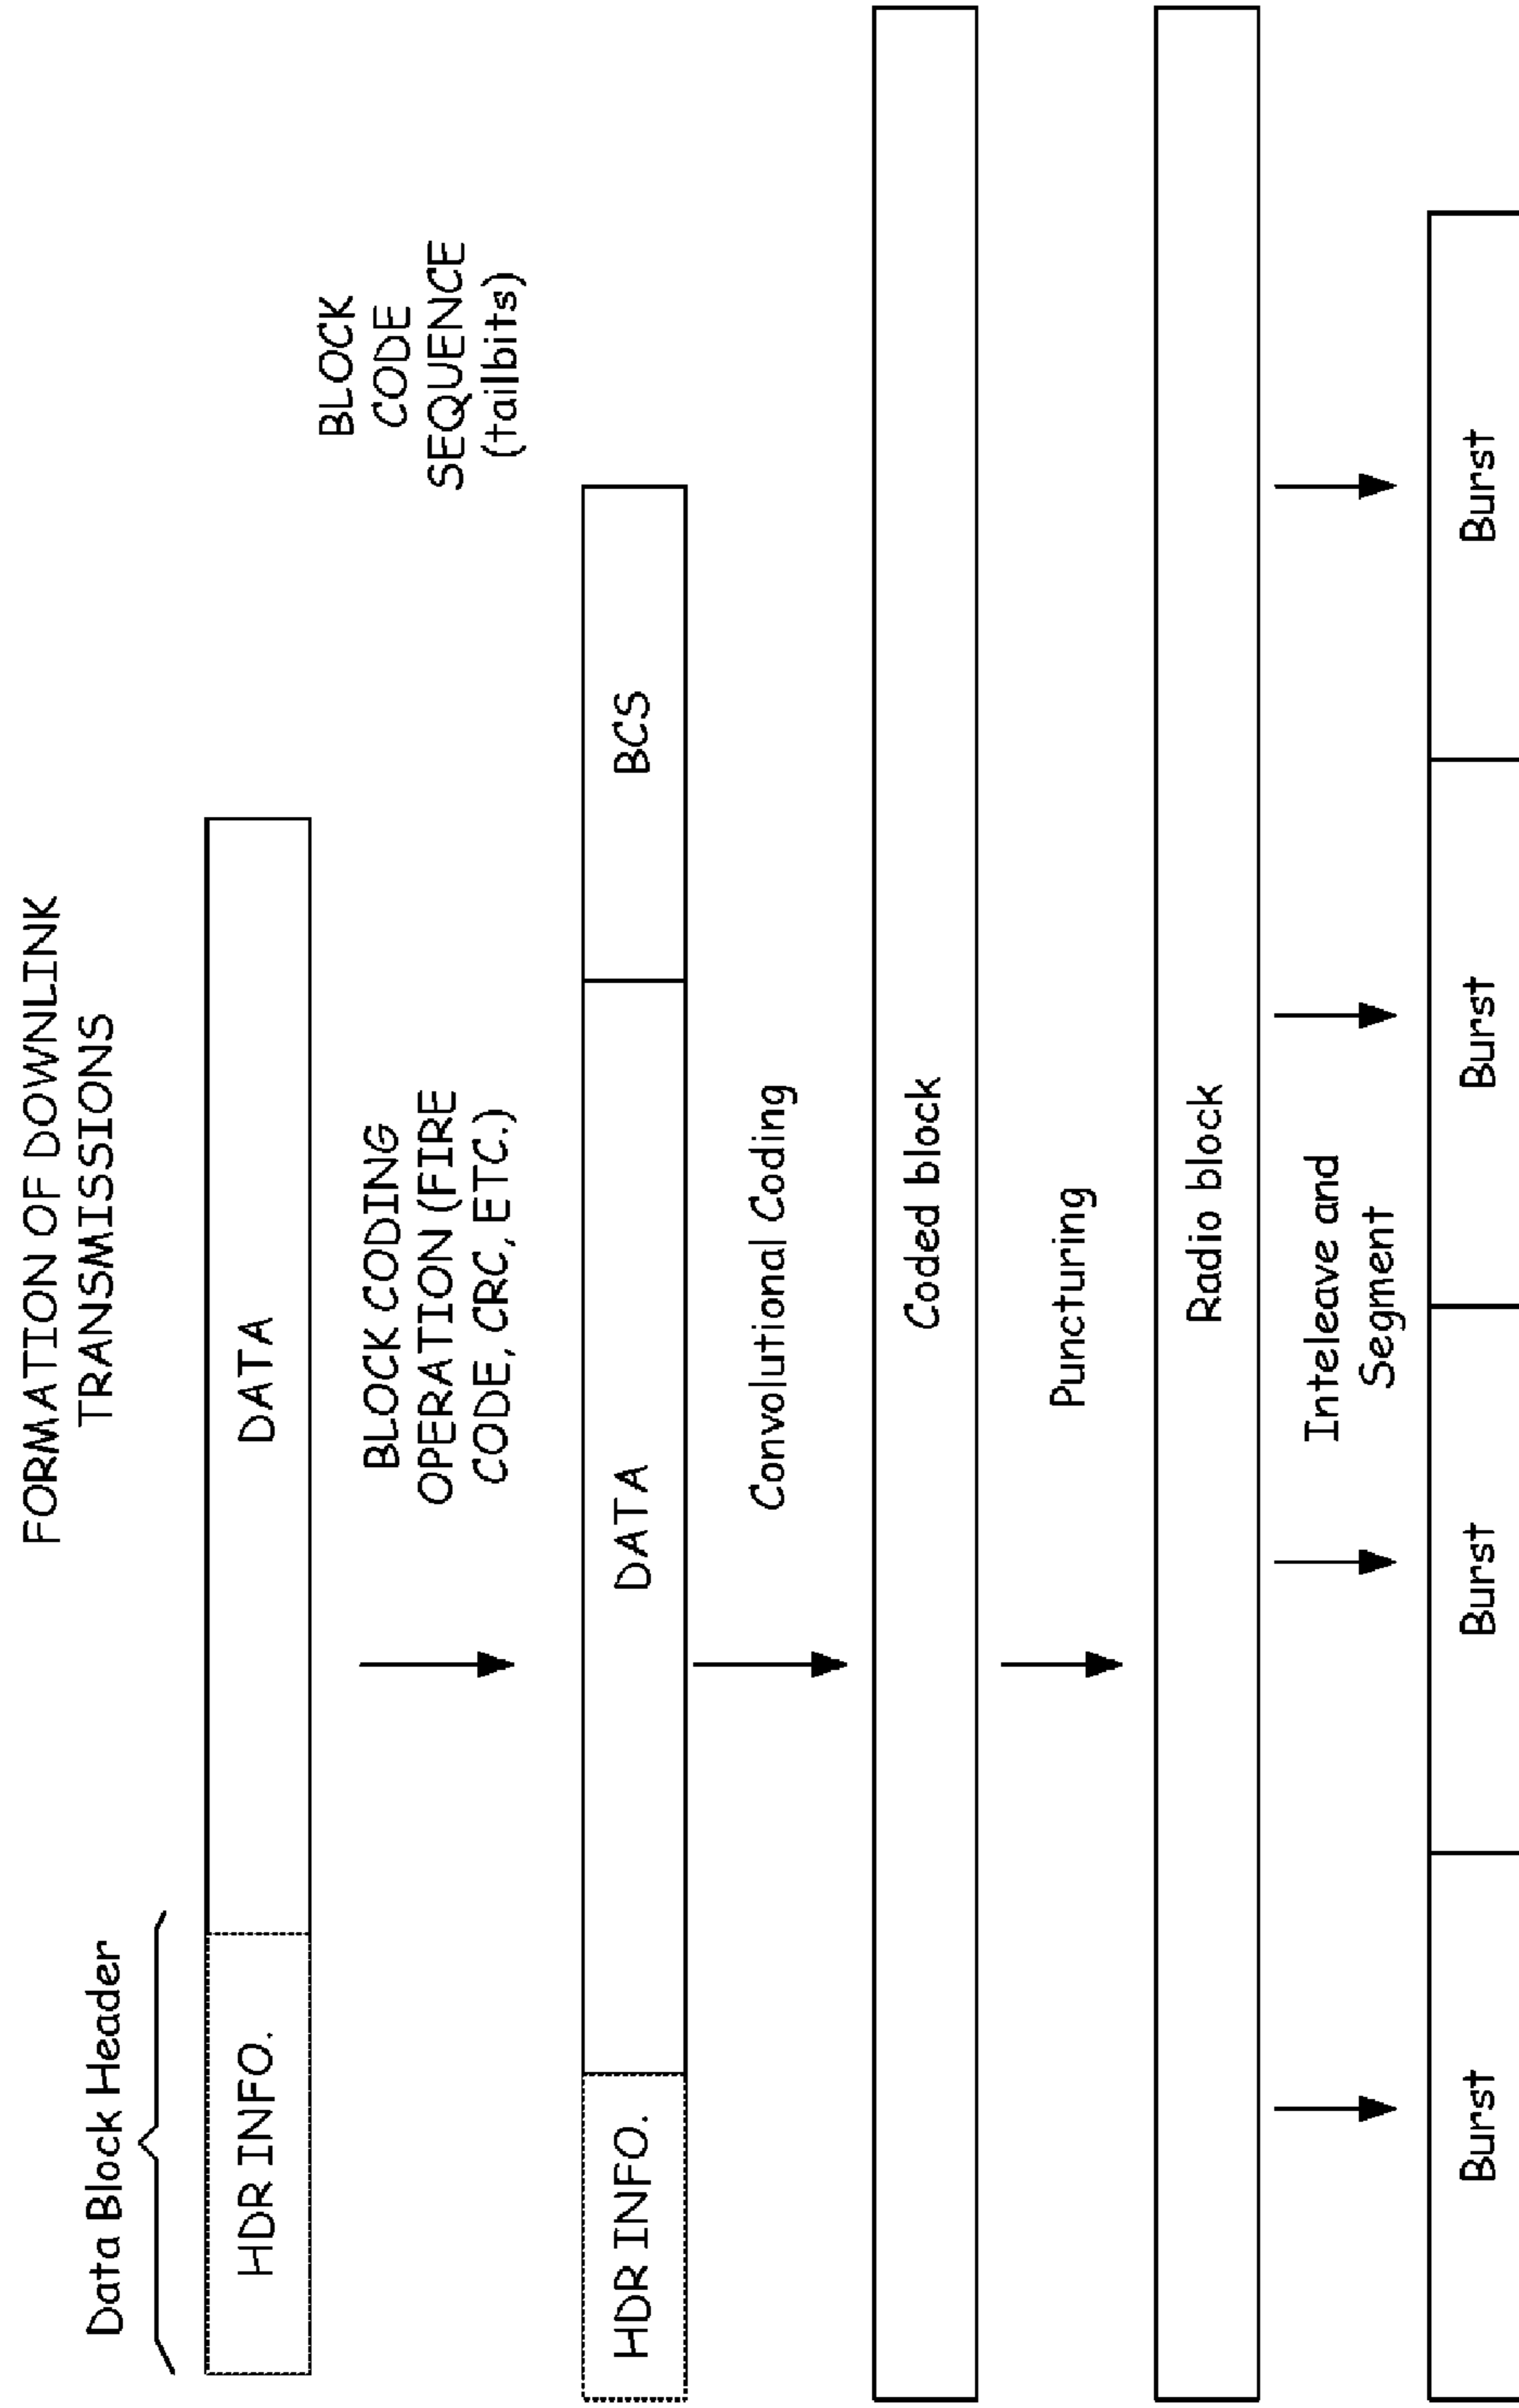 FORMATION OF DOWNLINK
TRANSMISSIONS
Data Block Header
HDR INFO.
DATA
BLOCK CODING
OPERATION (FIRE
CODE, CRC, ETC.)
BLOCK
CODE
SEQUENCE
(tailbits)
HDR INFO.
DATA
BCS
Convolutional Coding
Coded block
Puncturing
Radio block
Inteleave and
Segment
Burst
Burst
Burst
Burst